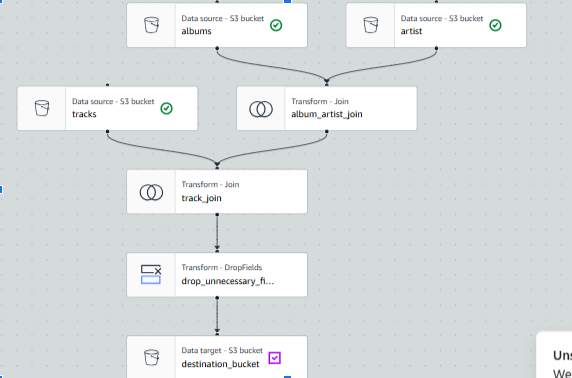 Data source - S3 bucket
albums
Data source - S3 bucket
artist
Data source - S3 bucket
tracks
Transform - Join
album_artist_join
Transform - Join
track_join
Transform - DropFields
drop_unnecessary_fi...
Data target - S3 bucket
destination_bucket
Uns
We